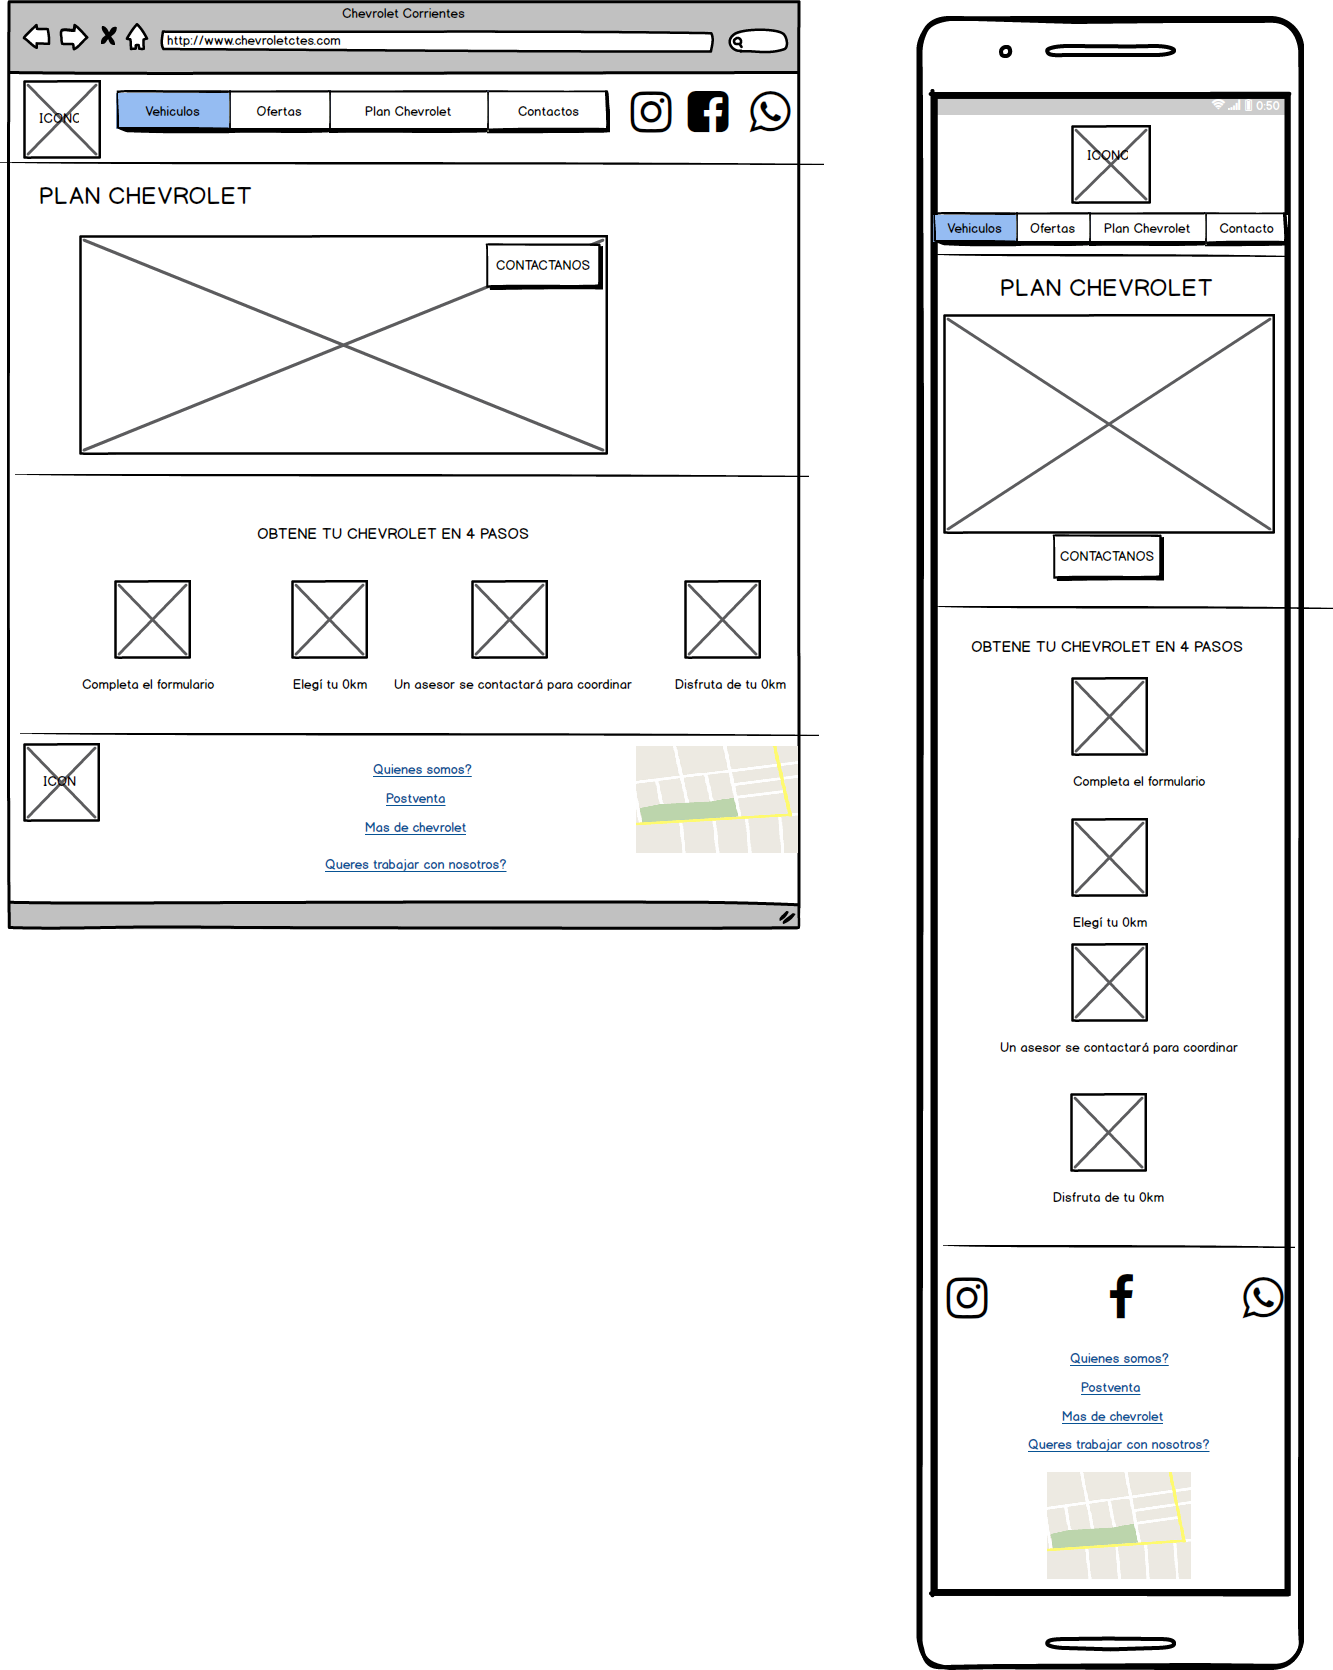 Chevrolet Corrientes
http://www.chevroletctes.com
ICONO
Vehiculos
Ofertas
Plan Chevrolet
Contactos
PLAN CHEVROLET
CONTACTANOS
OBTENE TU CHEVROLET EN 4 PASOS
Completa el formulario
Elegí tu 0km
Un asesor se contactará para coordinar
Disfruta de tu 0km
ICON
Quienes somos?
Postventa
Mas de chevrolet
Queres trabajar con nosotros?
0:50
ICONO
Vehiculos
Ofertas
Plan Chevrolet
Contacto
PLAN CHEVROLET
CONTACTANOS
OBTENE TU CHEVROLET EN 4 PASOS
Completa el formulario
Elegí tu 0km
Un asesor se contactará para coordinar
Disfruta de tu 0km
Quienes somos?
Postventa
Mas de chevrolet
Queres trabajar con nosotros?